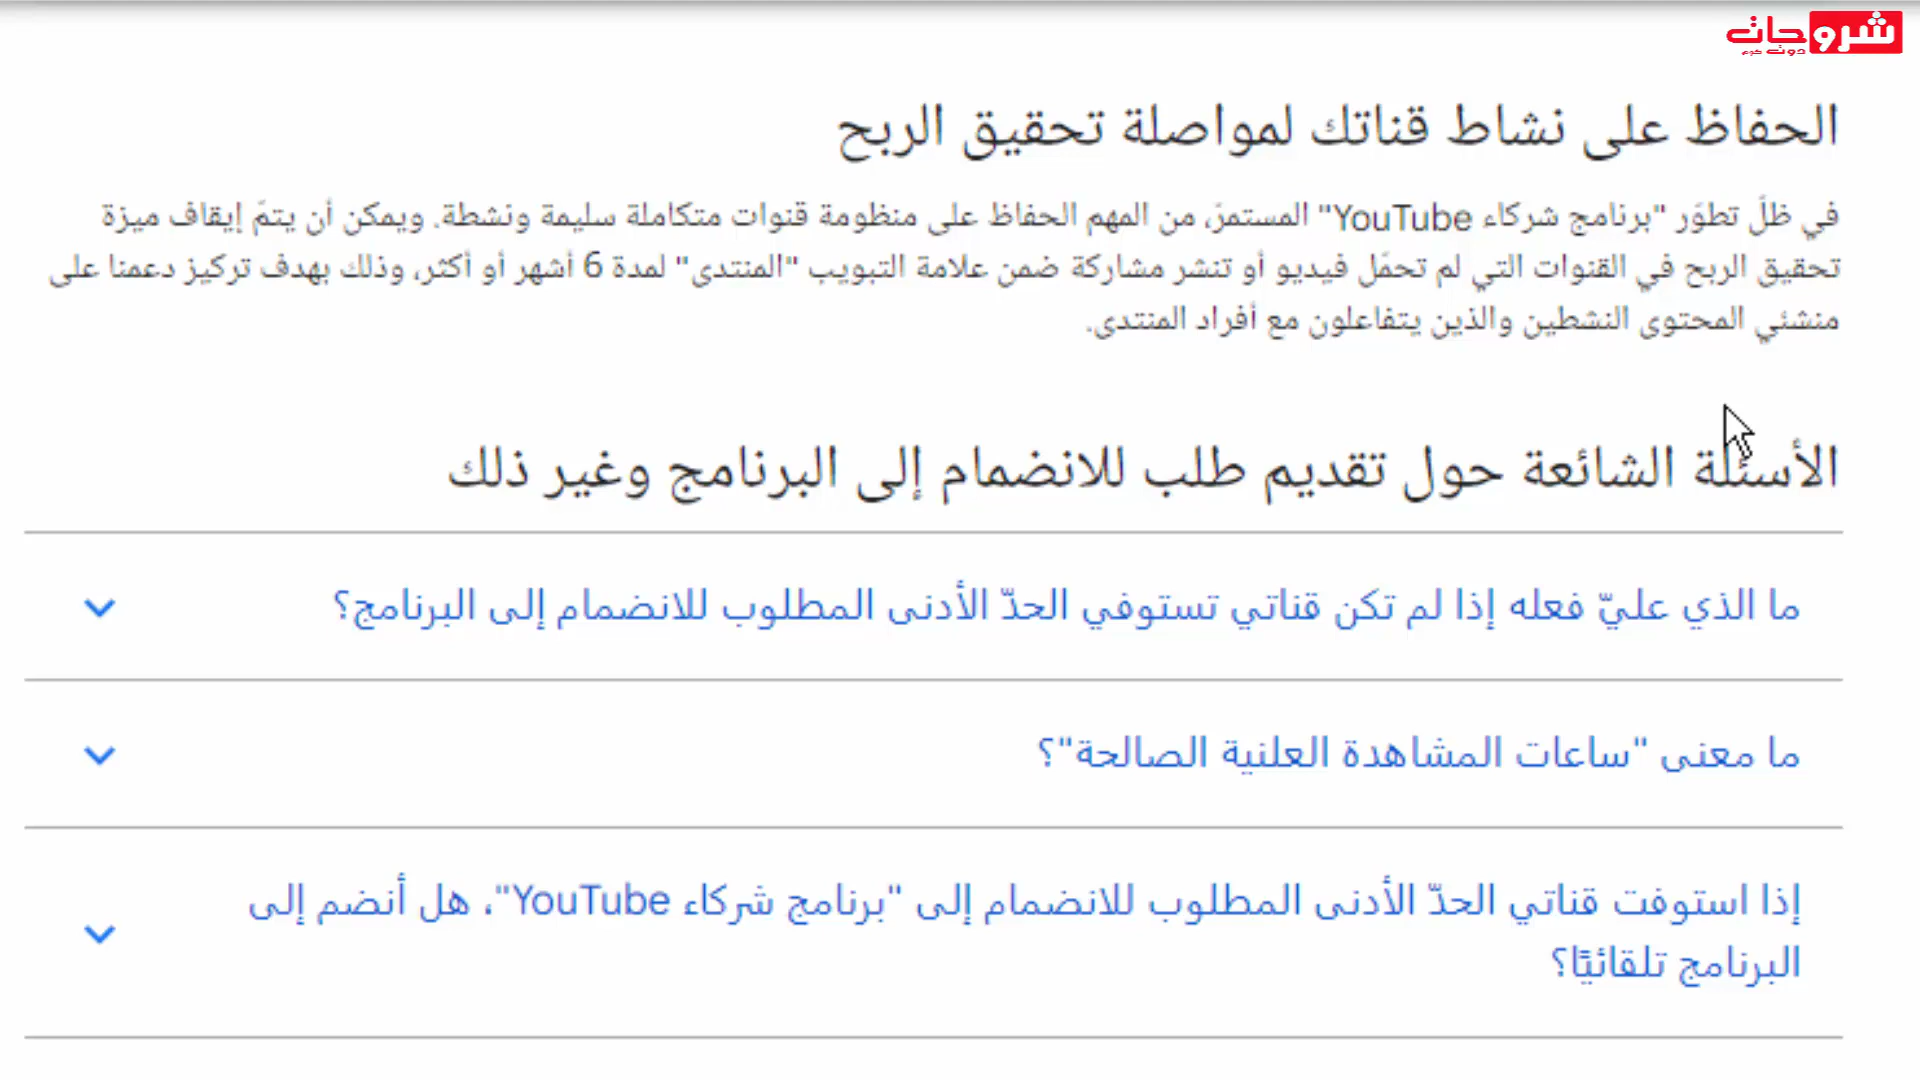 شروحات
دوت كوم
الحفاظ على نشاط قناتك لمواصلة تحقيق الربح
في ظلّ تطوّر "برنامج شركاء YouTube" المستمرّ، من المهم الحفاظ على منظومة قنوات متكاملة سليمة ونشطة. ويمكن أن يتمّ إيقاف ميزة
تحقيق الربح في القنوات التي لم تحمّل فيديو أو تنشر مشاركة ضمن علامة التبويب "المنتدى" لمدة 6 أشهر أو أكثر، وذلك بهدف تركيز دعمنا على
منشئي المحتوى النشطين والذين يتفاعلون مع أفراد المنتدى.
الأسئلة الشائعة حول تقديم طلب للانضمام إلى البرنامج وغير ذلك
ما الذي عليّ فعله إذا لم تكن قناتي تستوفي الحدّ الأدنى المطلوب للانضمام إلى البرنامج؟
ما معنى "ساعات المشاهدة العلنية الصالحة"؟
إذا استوفت قناتي الحدّ الأدنى المطلوب للانضمام إلى "برنامج شركاء YouTube"، هل أنضم إلى
البرنامج تلقائيًا؟